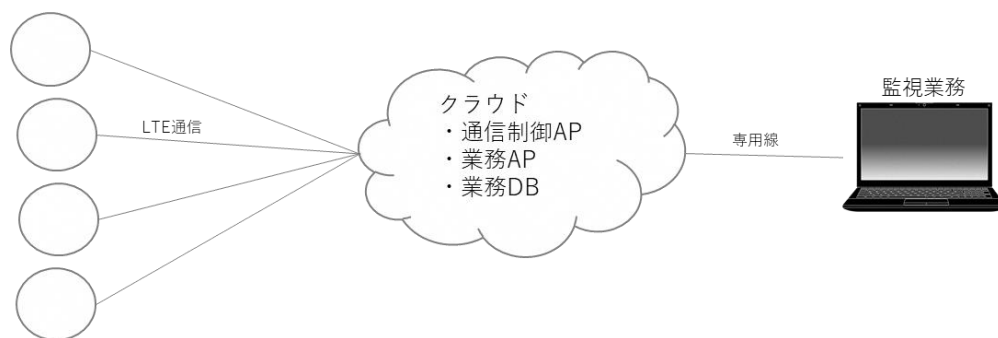 LTE通信
クラウド
・通信制御AP
・業務AP
・業務DB
専用線
監視業務